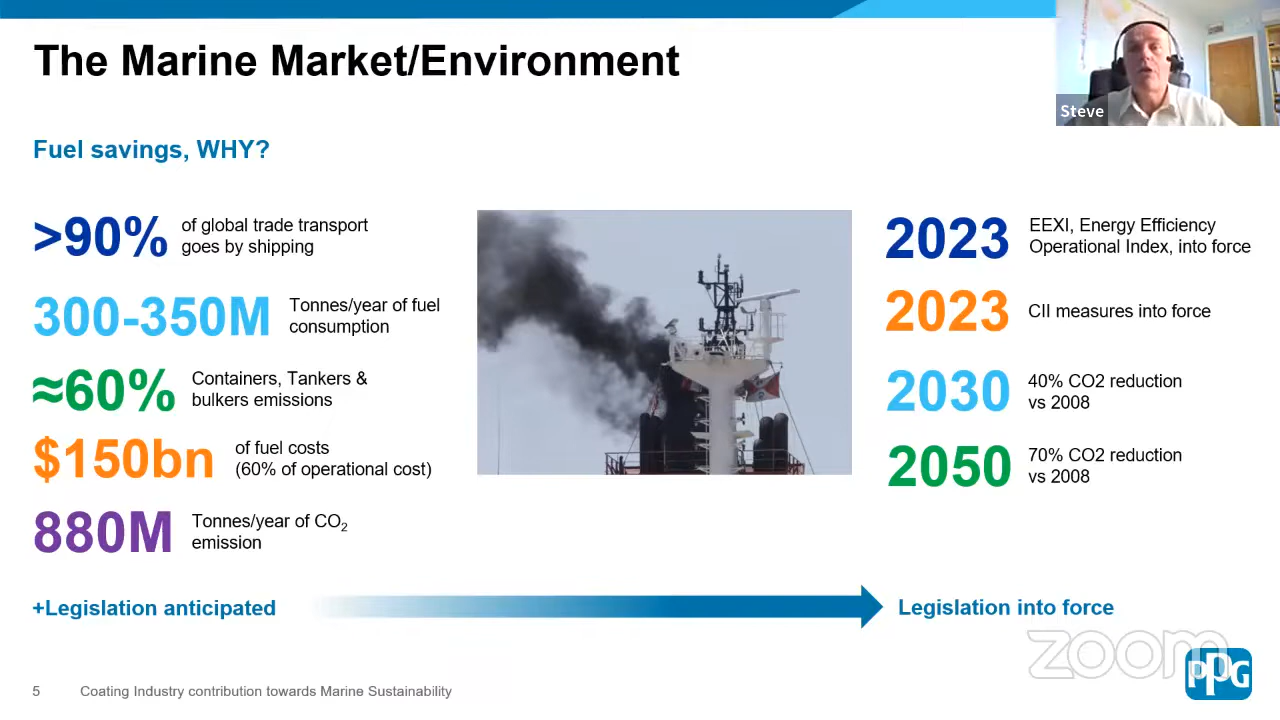 The Marine Market/Environment
Steve
Fuel savings, WHY?
>90% of global trade transport
goes by shipping
300-350M Tonnes/year of fuel
consumption
≈60% Containers, Tankers &
bulkers emissions
$150bn of fuel costs
(60% of operational cost)
880M Tonnes/year of CO₂
emission
2023 EEXI, Energy Efficiency
Operational Index, into force
2023 CII measures into force
2030 40% CO2 reduction
vs 2008
2050 70% CO2 reduction
vs 2008
+Legislation anticipated
Legislation into force
zoom
PPG
5 Coating Industry contribution towards Marine Sustainability